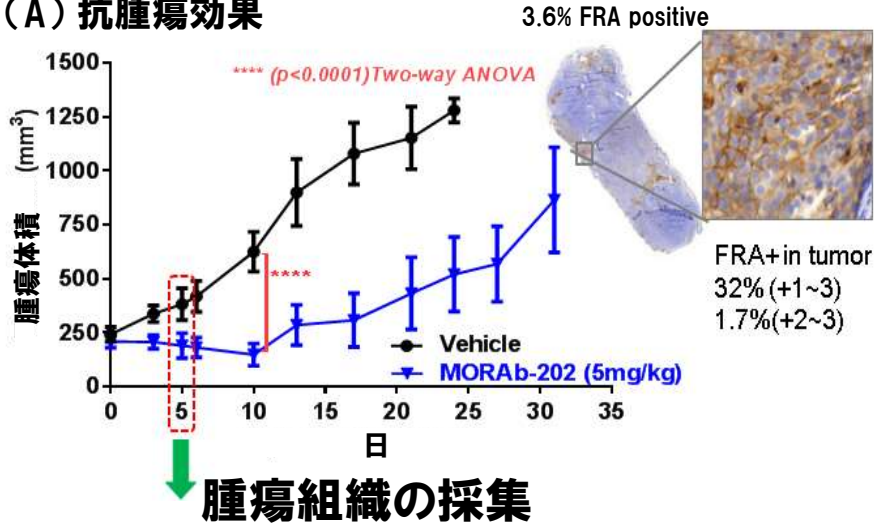 (A) 抗腫瘍効果
3.6% FRA positive
**** (p<0.0001)Two-way ANOVA
腫瘍体積 (mm³)
1500
1250
1000
750
500
250
0
****
Vehicle
MORAb-202 (5mg/kg)
0 5 10 15 20 25 30 35
日
FRA+in tumor
32%(+1~3)
1.7%(+2~3)
腫瘍組織の採集